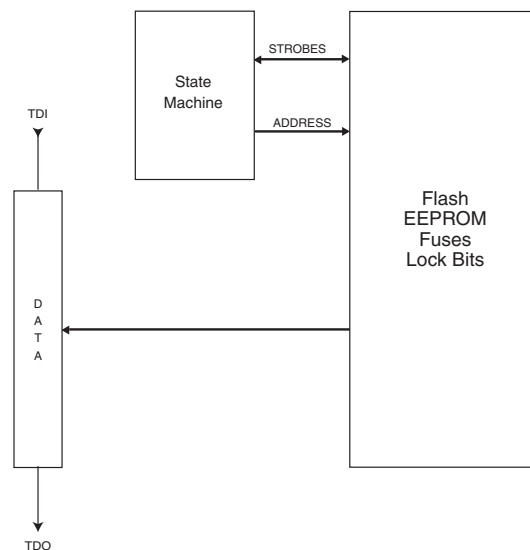 STROBES
State
Machine
ADDRESS
TDI
Flash
EEPROM
Fuses
Lock Bits
D
A
T
A
TDO